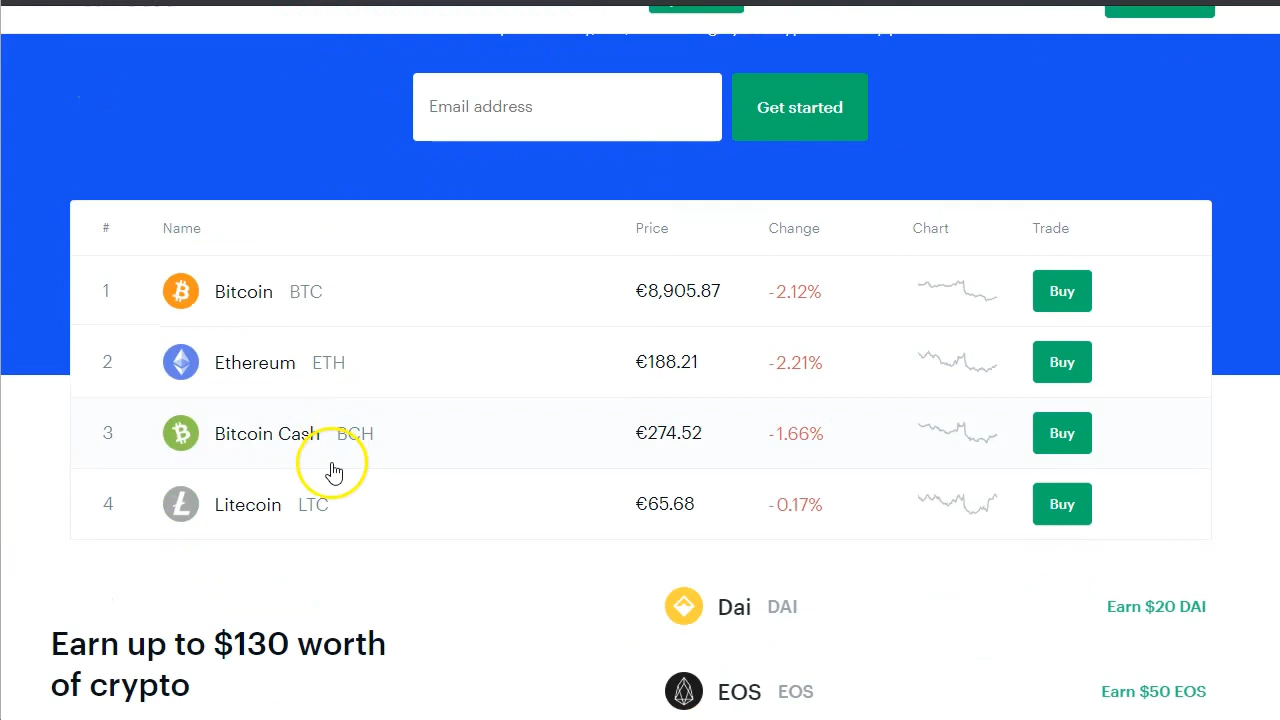 Email address
Get started
# Name Price Change Chart Trade
1 Bitcoin BTC €8,905.87 -2.12% Buy
2 Ethereum ETH €188.21 -2.21% Buy
3 Bitcoin Cash BCH €274.52 -1.66% Buy
4 Litecoin LTC €65.68 -0.17% Buy
Earn up to $130 worth
of crypto
Dai DAI Earn $20 DAI
EOS EOS Earn $50 EOS